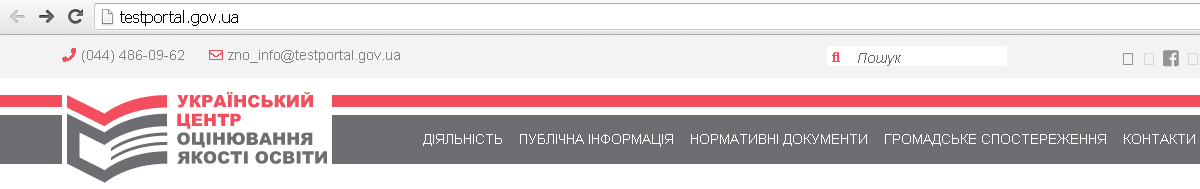 testportal.gov.ua
(044) 486-09-62 zno_info@testportal.gov.ua Пошук
УКРАЇНСЬКИЙ
ЦЕНТР
ОЦІНЮВАННЯ
ЯКОСТІ ОСВІТИ
ДІЯЛЬНІСТЬ ПУБЛІЧНА ІНФОРМАЦІЯ НОРМАТИВНІ ДОКУМЕНТИ ГРОМАДСЬКЕ СПОСТЕРЕЖЕННЯ КОНТАКТИ